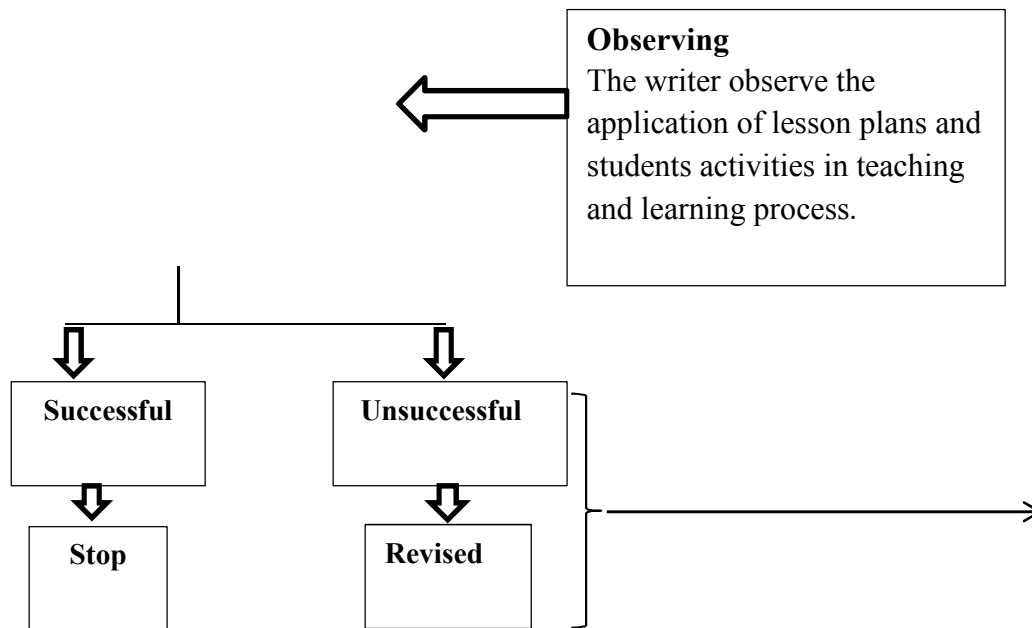 Observing
The writer observe the
application of lesson plans and
students activities in teaching
and learning process.
Successful
Unsuccessful
Stop
Revised